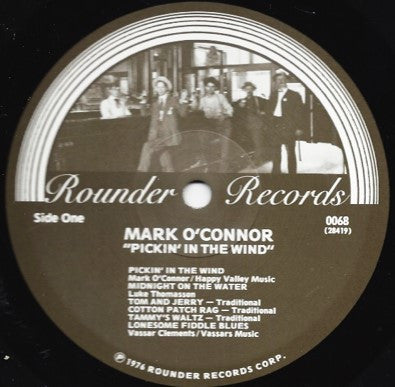 Rounder Records
Side One
0068
(28419)
MARK O'CONNOR
"PICKIN' IN THE WIND"
PICKIN' IN THE WIND
Mark O'Connor/Happy Valley Music
MIDNIGHT ON THE WATER
Luke Thomasson
TOM AND JERRY — Traditional
COTTON PATCH RAG — Traditional
TAMMY'S WALTZ — Traditional
LONESOME FIDDLE BLUES
Vassar Clements/Vassars Music
℗ 1976 ROUNDER RECORDS CORP.